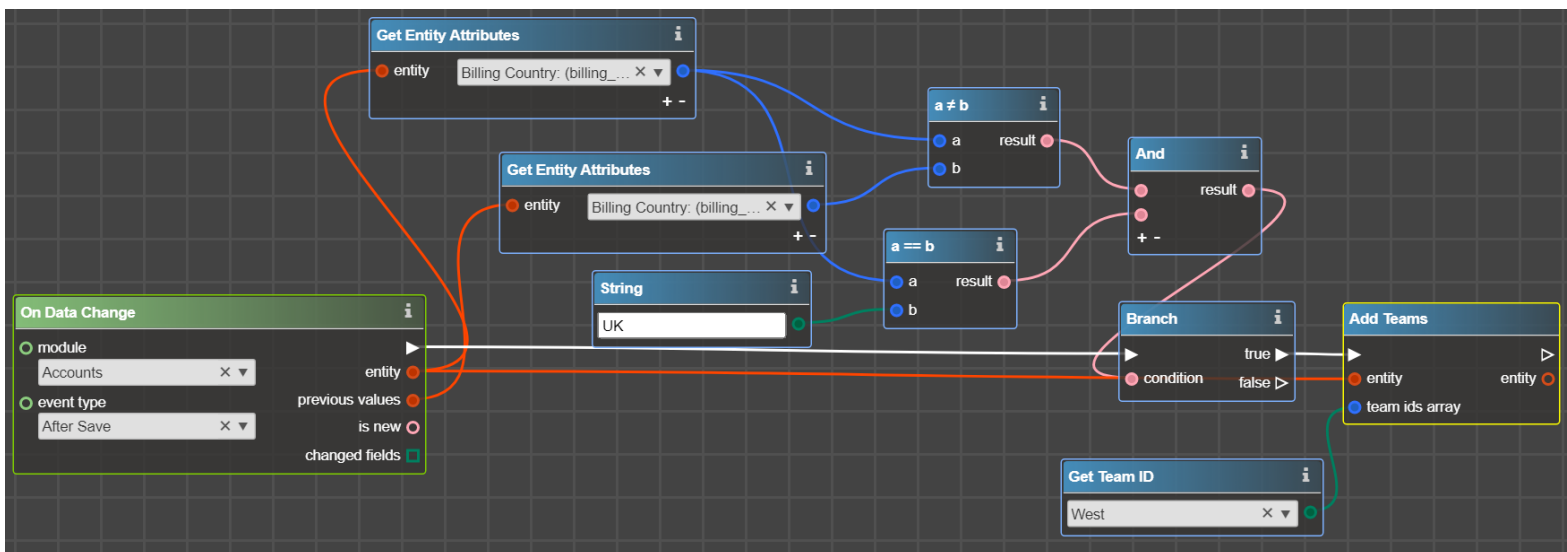 Get Entity Attributes i
entity Billing Country: (billing_... × ▼
+ -
a ≠ b i
a result
b
And i
result
+ -
Get Entity Attributes i
entity Billing Country: (billing_... × ▼
+ -
a == b i
a result
b
String i
UK
On Data Change i
module
Accounts × ▼
entity
event type
previous values
After Save × ▼
is new
changed fields
Branch i
true
condition
false
Add Teams
entity entity
team ids array
Get Team ID i
West × ▼